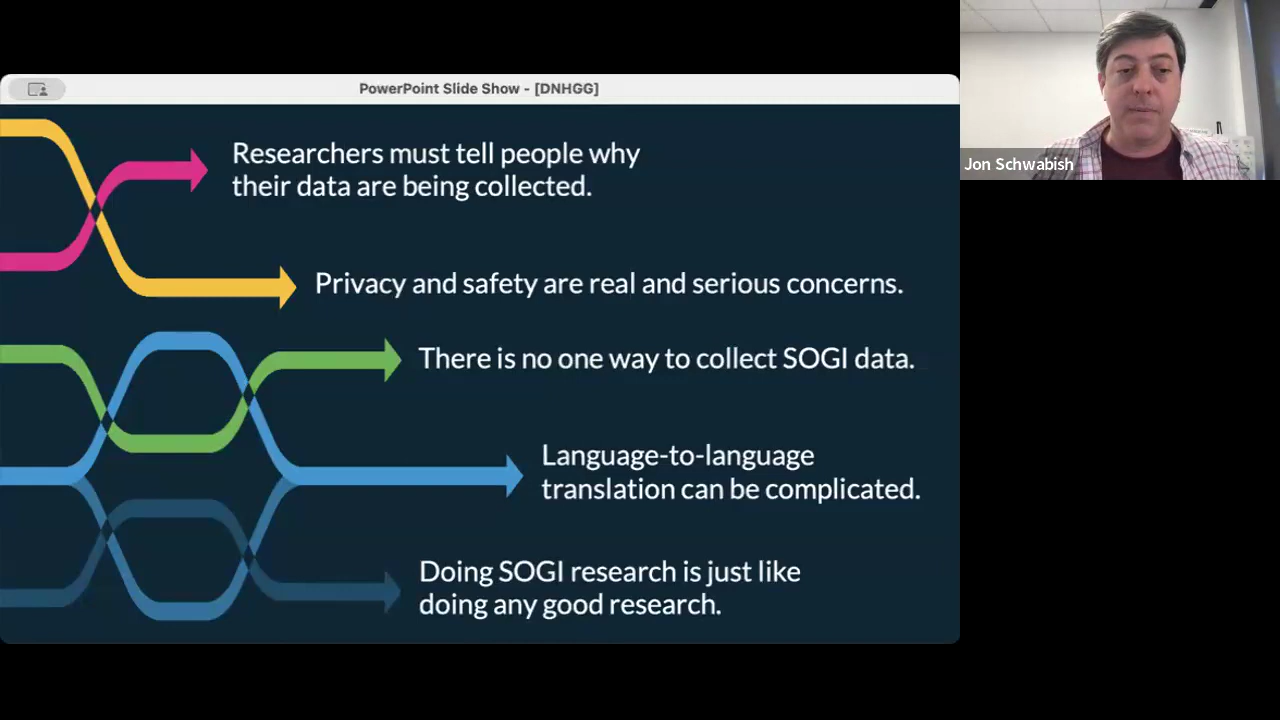 PowerPoint Slide Show - [DNHGG]
Researchers must tell people why
their data are being collected.
Privacy and safety are real and serious concerns.
There is no one way to collect SOGI data.
Language-to-language
translation can be complicated.
Doing SOGI research is just like
doing any good research.
Jon Schwabish